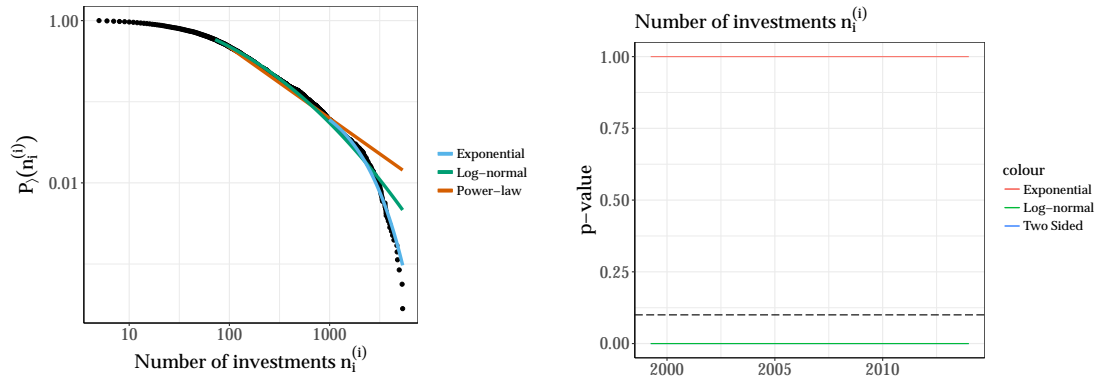 1.00
0.01
P⟩(n_i^(i))
10
100
1000
Number of investments n_i^(i)
Exponential
Log−normal
Power−law
Number of investments n_i^(i)
1.00
0.75
0.50
0.25
0.00
p−value
2000
2005
2010
colour
Exponential
Log−normal
Two Sided